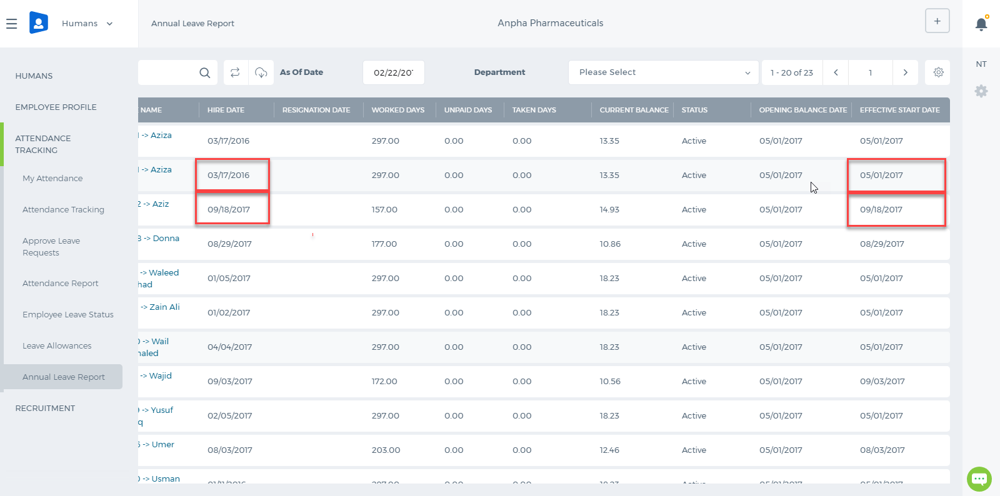 Humans
Annual Leave Report
Anpha Pharmaceuticals
+
NT
HUMANS
EMPLOYEE PROFILE
ATTENDANCE
TRACKING
My Attendance
Attendance Tracking
Approve Leave
Requests
Attendance Report
Employee Leave Status
Leave Allowances
Annual Leave Report
RECRUITMENT
As Of Date 02/22/201 Department Please Select 1 - 20 of 23 1
NAME HIRE DATE RESIGNATION DATE WORKED DAYS UNPAID DAYS TAKEN DAYS CURRENT BALANCE STATUS OPENING BALANCE DATE EFFECTIVE START DATE
-> Aziza 03/17/2016 297.00 0.00 0.00 13.35 Active 05/01/2017 05/01/2017
-> Aziza 03/17/2016 297.00 0.00 0.00 13.35 Active 05/01/2017 05/01/2017
2 -> Aziz 09/18/2017 157.00 0.00 0.00 14.93 Active 05/01/2017 09/18/2017
-> Donna 08/29/2017 177.00 0.00 0.00 10.86 Active 05/01/2017 08/29/2017
-> Waleed
had 01/05/2017 297.00 0.00 0.00 18.23 Active 05/01/2017 05/01/2017
-> Zain Ali 01/02/2017 297.00 0.00 0.00 18.23 Active 05/01/2017 05/01/2017
-> Wail
haled 04/04/2017 297.00 0.00 0.00 18.23 Active 05/01/2017 05/01/2017
-> Wajid 09/03/2017 172.00 0.00 0.00 10.56 Active 05/01/2017 09/03/2017
-> Yusuf
q 02/05/2017 297.00 0.00 0.00 18.23 Active 05/01/2017 05/01/2017
-> Umer 08/03/2017 203.00 0.00 0.00 12.46 Active 05/01/2017 08/03/2017
-> Usman